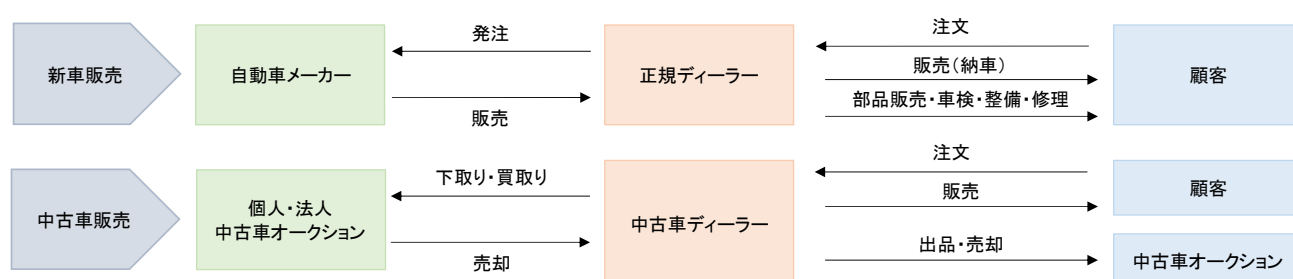 新車販売
自動車メーカー
発注
販売
正規ディーラー
注文
販売(納車)
部品販売・車検・整備・修理
顧客
中古車販売
個人・法人
中古車オークション
下取り・買取り
売却
中古車ディーラー
注文
販売
出品・売却
顧客
中古車オークション